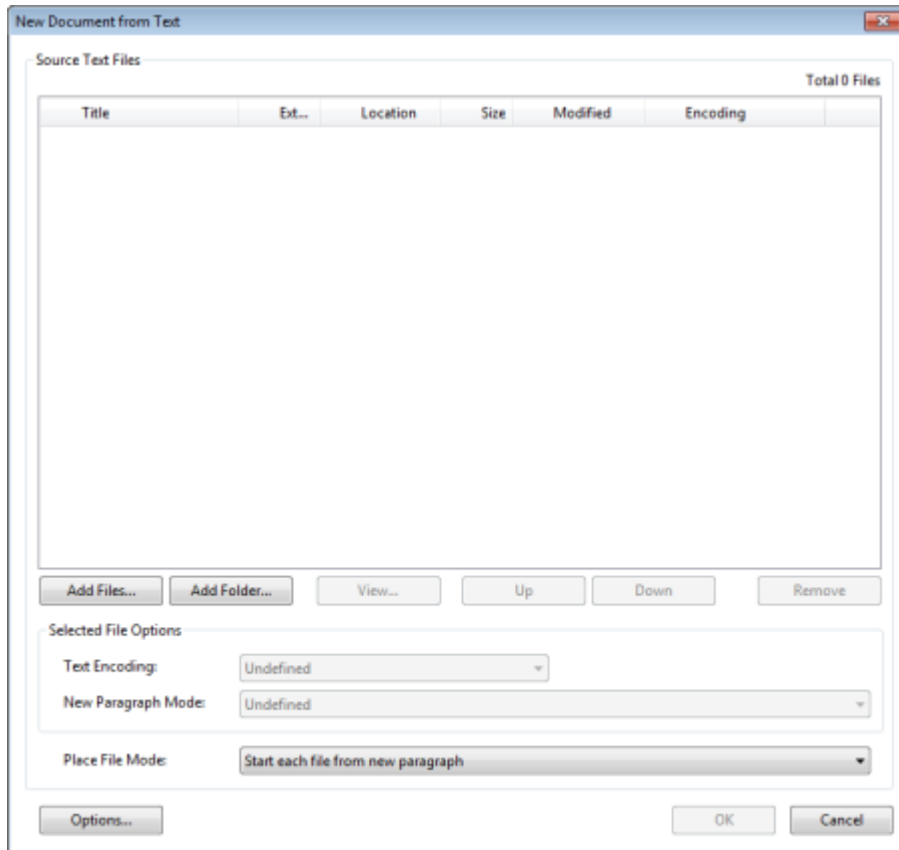 New Document from Text
Source Text Files
Total 0 Files
Title Ext... Location Size Modified Encoding
Add Files... Add Folder... View... Up Down Remove
Selected File Options
Text Encoding: Undefined
New Paragraph Mode: Undefined
Place File Mode: Start each file from new paragraph
Options... OK Cancel